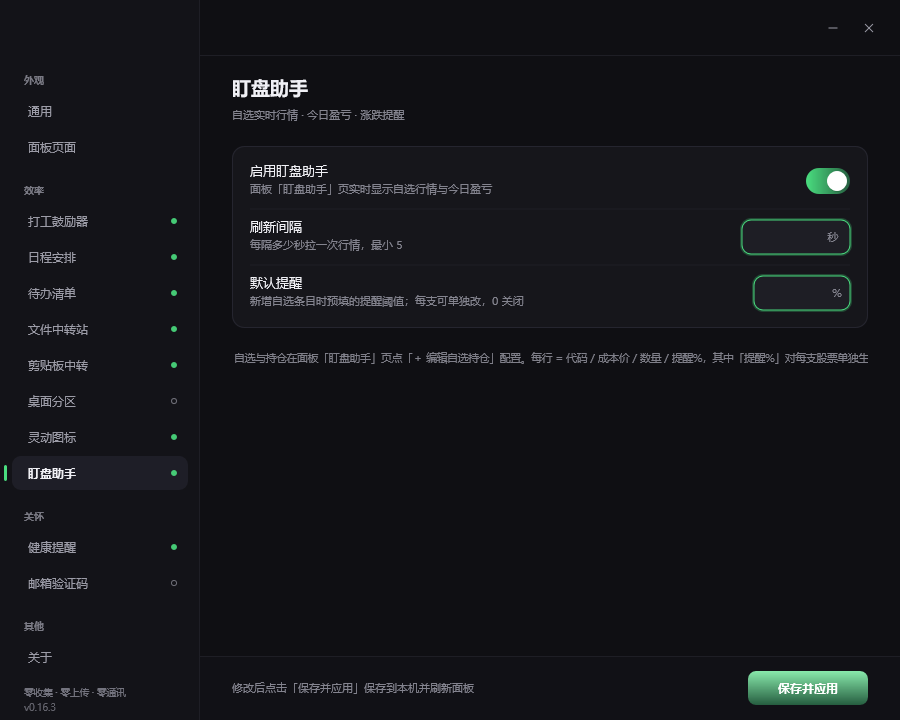 外观
通用
面板页面
效率
打工鼓励器
日程安排
待办清单
文件中转站
剪贴板中转
桌面分区
灵动图标
盯盘助手
关怀
健康提醒
邮箱验证码
其他
关于
零收集 · 零上传 · 零通讯
v0.16.3
盯盘助手
自选实时行情 · 今日盈亏 · 涨跌提醒
启用盯盘助手
面板「盯盘助手」页实时显示自选行情与今日盈亏
刷新间隔
每隔多少秒拉一次行情，最小 5
秒
默认提醒
新增自选条目时预填的提醒阈值；每支可单独改，0 关闭
%
自选与持仓在面板「盯盘助手」页点「＋ 编辑自选持仓」配置。每行 = 代码 / 成本价 / 数量 / 提醒%，其中「提醒%」对每支股票单独生
修改后点击「保存并应用」保存到本机并刷新面板
保存并应用